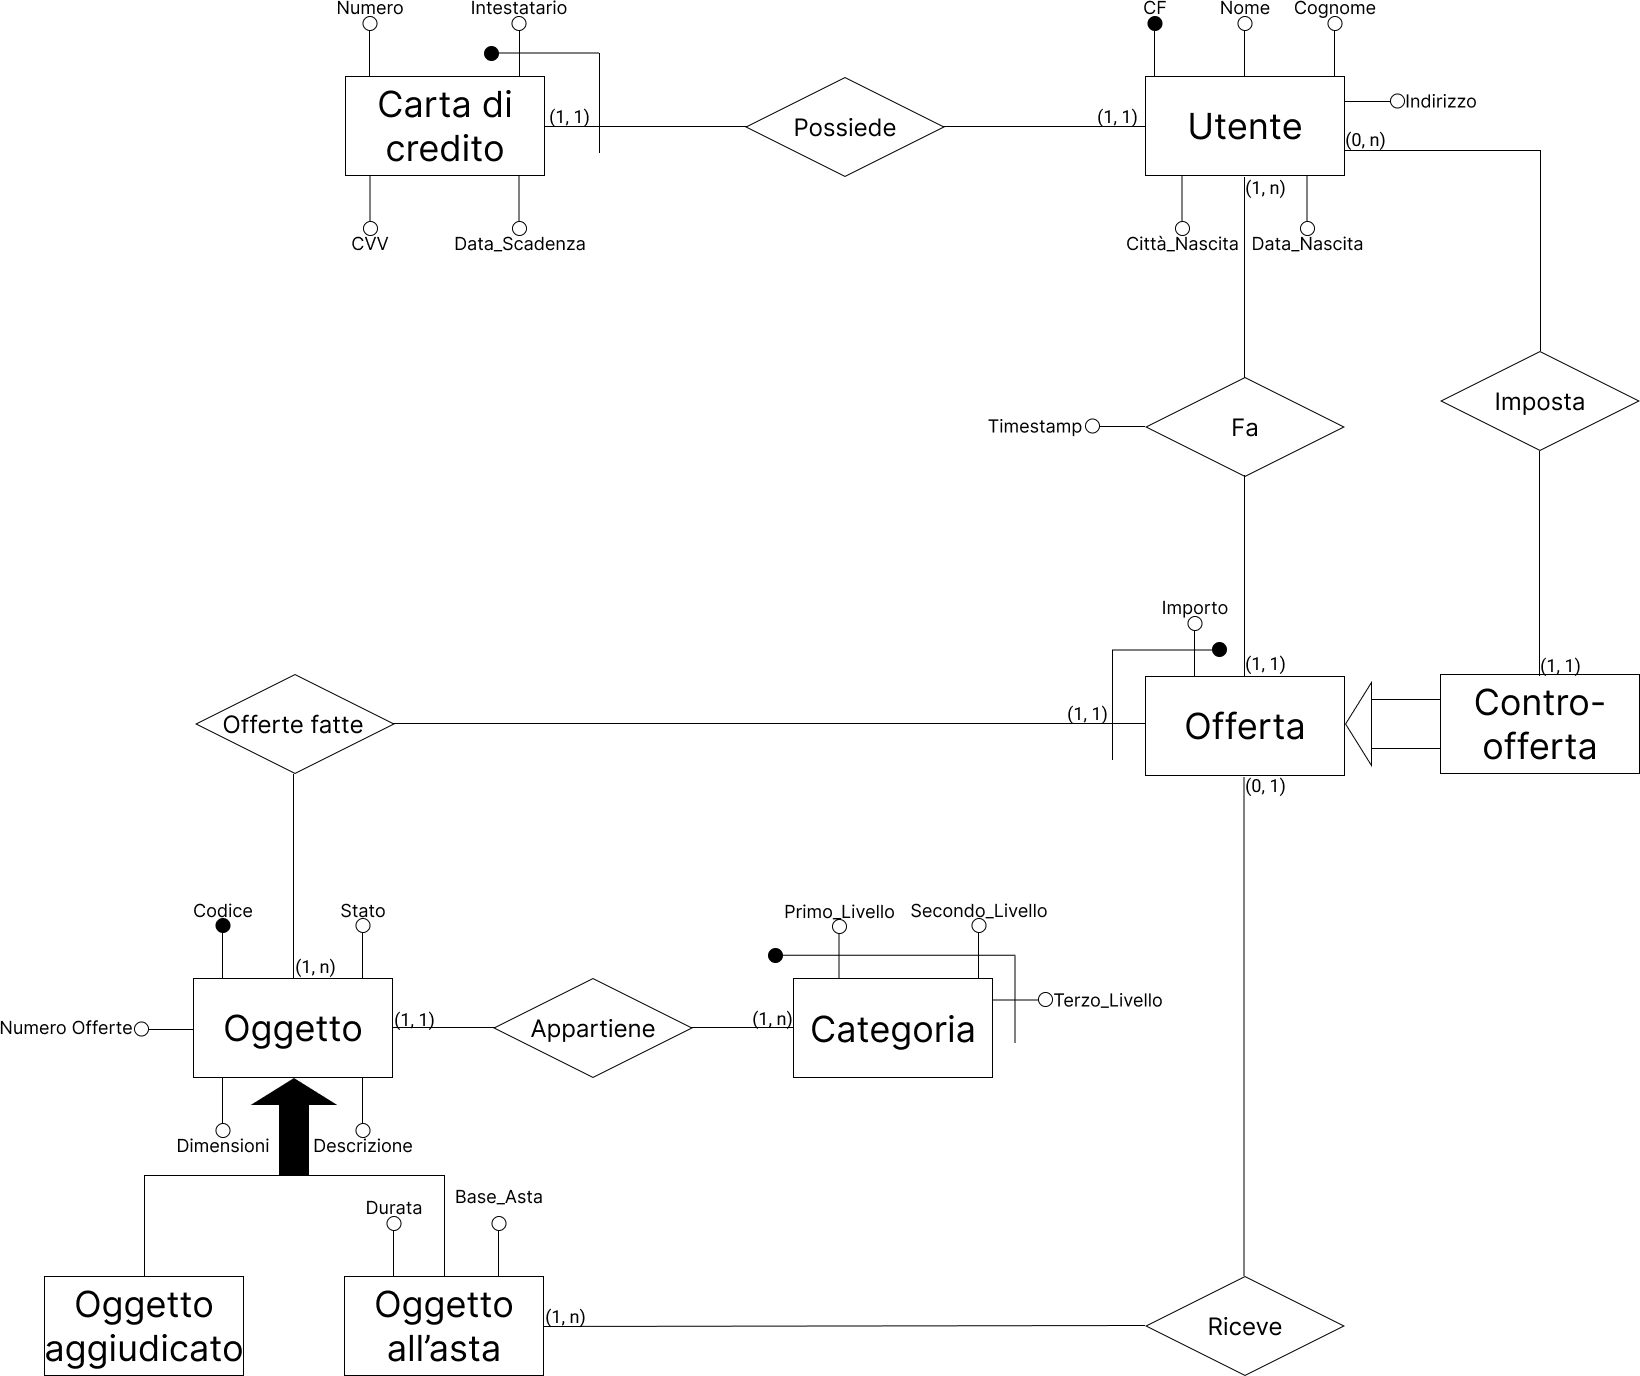 Numero
Intestatario
CF
Nome
Cognome
Carta di
credito
(1, 1)
Possiede
(1, 1)
Utente
Indirizzo
(0, n)
(1, n)
CVV
Data_Scadenza
Città_Nascita
Data_Nascita
Imposta
Timestamp
Fa
Importo
(1, 1)
(1, 1)
Offerte fatte
(1, 1)
Offerta
Contro-
offerta
(0, 1)
Codice
Stato
Primo_Livello
Secondo_Livello
(1, n)
Numero Offerte
Oggetto
(1, 1)
Appartiene
(1, n)
Categoria
Terzo_Livello
Dimensioni
Descrizione
Durata
Base_Asta
Oggetto
aggiudicato
Oggetto
all’asta
(1, n)
Riceve